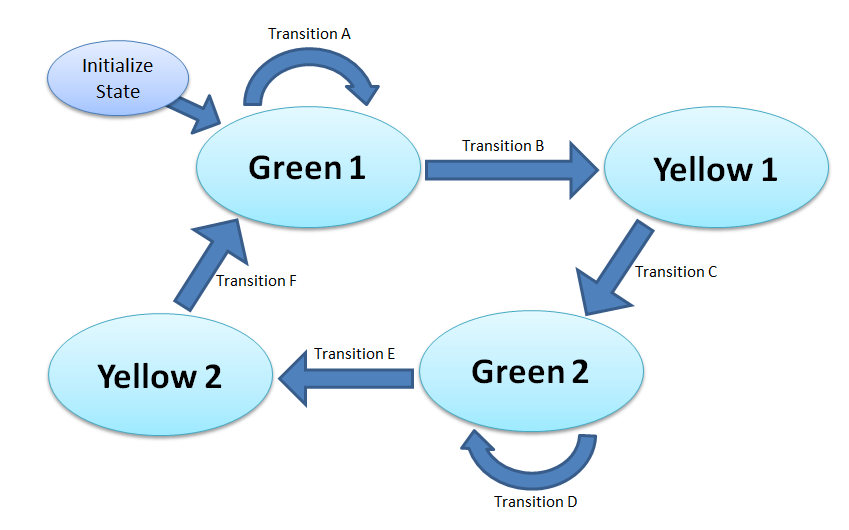 Transition A
Initialize
State
Green 1
Transition B
Yellow 1
Transition F
Transition C
Yellow 2
Transition E
Green 2
Transition D